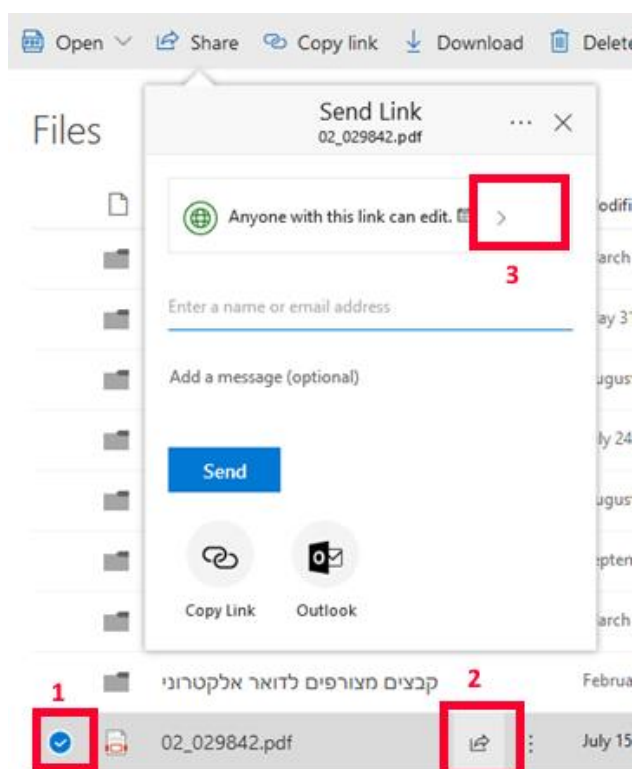 Open Share Copy link Download Delete
Send Link
02_029842.pdf
Files
Anyone with this link can edit.
3
Enter a name or email address
Add a message (optional)
Send
Copy Link Outlook
קבצים מצורפים לדואר אלקטרוני
2
1
02_029842.pdf July 15